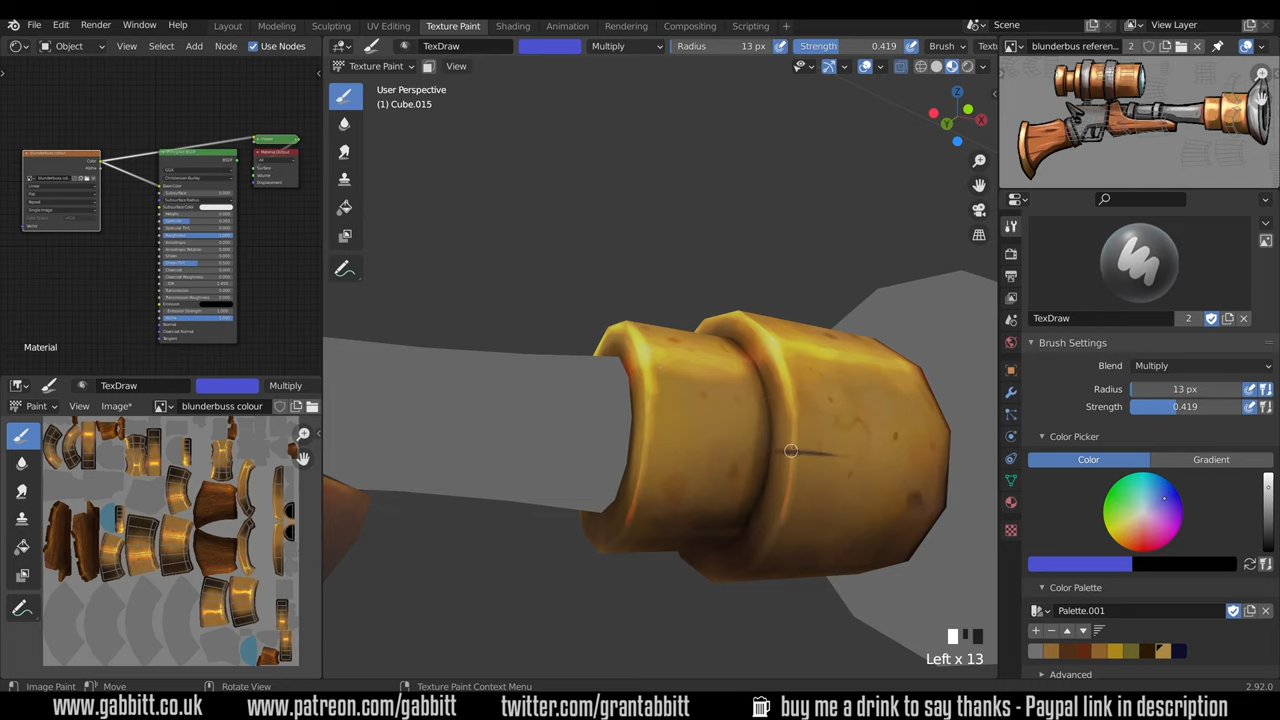 File Edit Render Window Help
Layout Modeling Sculpting UV Editing Texture Paint Shading Animation Rendering Compositing Scripting +
Scene
View Layer
Object View Select Add Node Use Nodes
TexDraw Multiply Radius 13 px Strength 0.419 Brush Textu
blunderbuss referen... 2
Texture Paint View
User Perspective
(1) Cube.015
Material
TexDraw Multiply
Paint View Image* blunderbuss colour
TexDraw 2
Brush Settings
Blend Multiply
Radius 13 px
Strength 0.419
Color Picker
Color Gradient
Color Palette
Palette.001
Advanced
Left x 13
Image Paint Move Rotate View Texture Paint Context Menu 2.92.0
www.gabbitt.co.uk www.patreon.com/gabbitt twitter.com/grantabbitt buy me a drink to say thanks - Paypal link in description